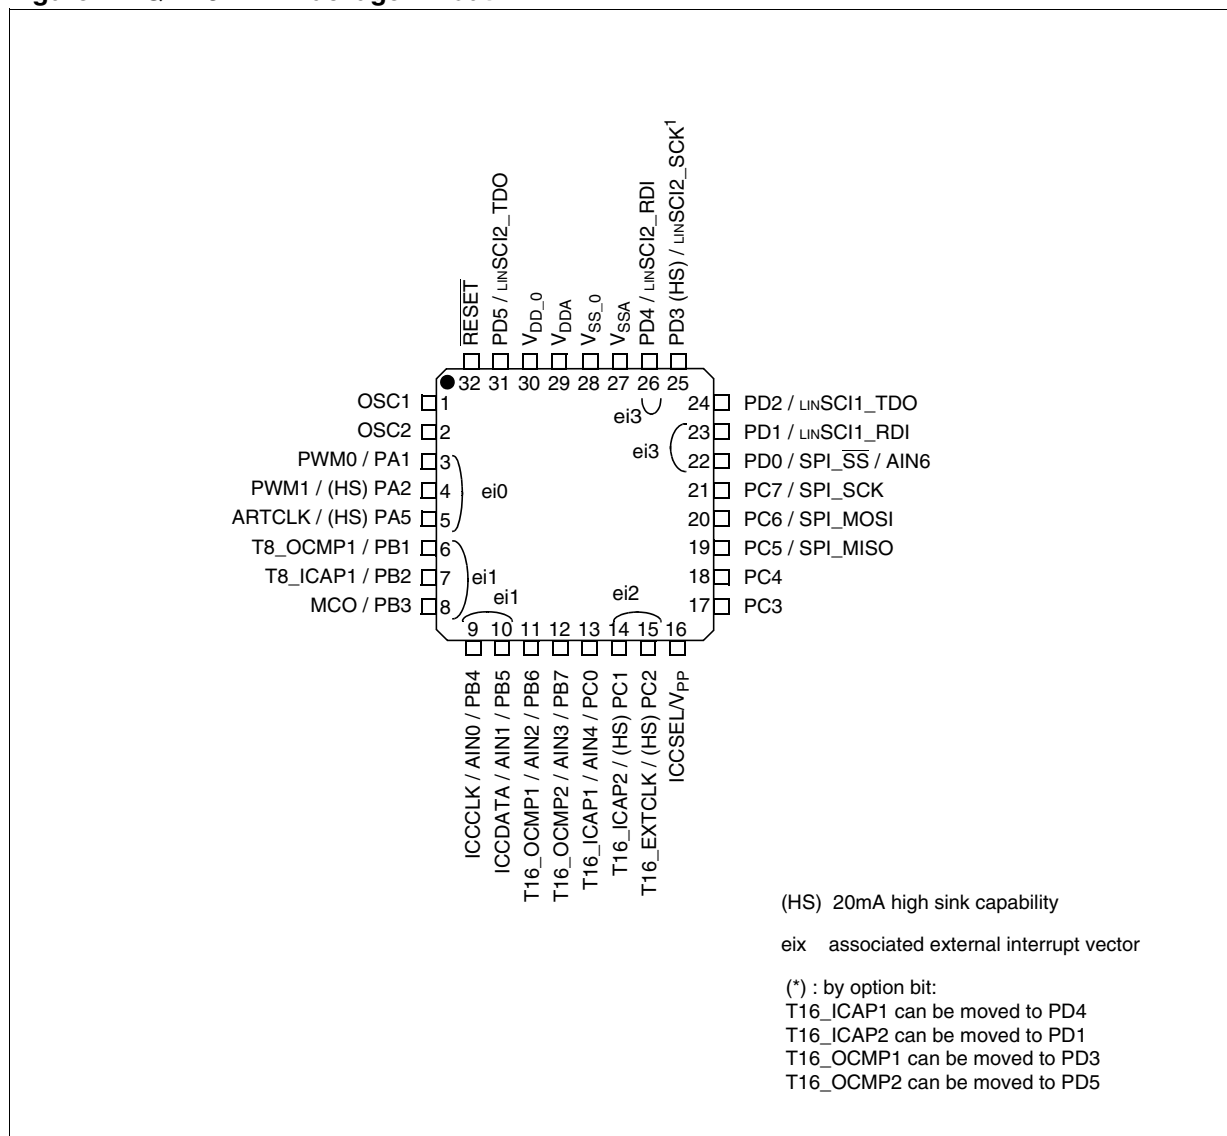 RESET
PD5 / LINSCI2_TDO
VDD_0
VDDA
VSS_0
VSSA
PD4 / LINSCI2_RDI
PD3 (HS) / LINSCI2_SCK1
32 31 30 29 28 27 26 25
OSC1 1
OSC2 2
PWM0 / PA1 3
PWM1 / (HS) PA2 4
ARTCLK / (HS) PA5 5
T8_OCMP1 / PB1 6
T8_ICAP1 / PB2 7
MCO / PB3 8
ei0
ei1
ei1
ei2
ei3
ei3
24 PD2 / LINSCI1_TDO
23 PD1 / LINSCI1_RDI
22 PD0 / SPI_SS / AIN6
21 PC7 / SPI_SCK
20 PC6 / SPI_MOSI
19 PC5 / SPI_MISO
18 PC4
17 PC3
9 10 11 12 13 14 15 16
ICCCLK / AIN0 / PB4
ICCDATA / AIN1 / PB5
T16_OCMP1 / AIN2 / PB6
T16_OCMP2 / AIN3 / PB7
T16_ICAP1 / AIN4 / PC0
T16_ICAP2 / (HS) PC1
T16_EXTCLK / (HS) PC2
ICCSEL/VPP
(HS) 20mA high sink capability
eix associated external interrupt vector
(*) : by option bit:
T16_ICAP1 can be moved to PD4
T16_ICAP2 can be moved to PD1
T16_OCMP1 can be moved to PD3
T16_OCMP2 can be moved to PD5